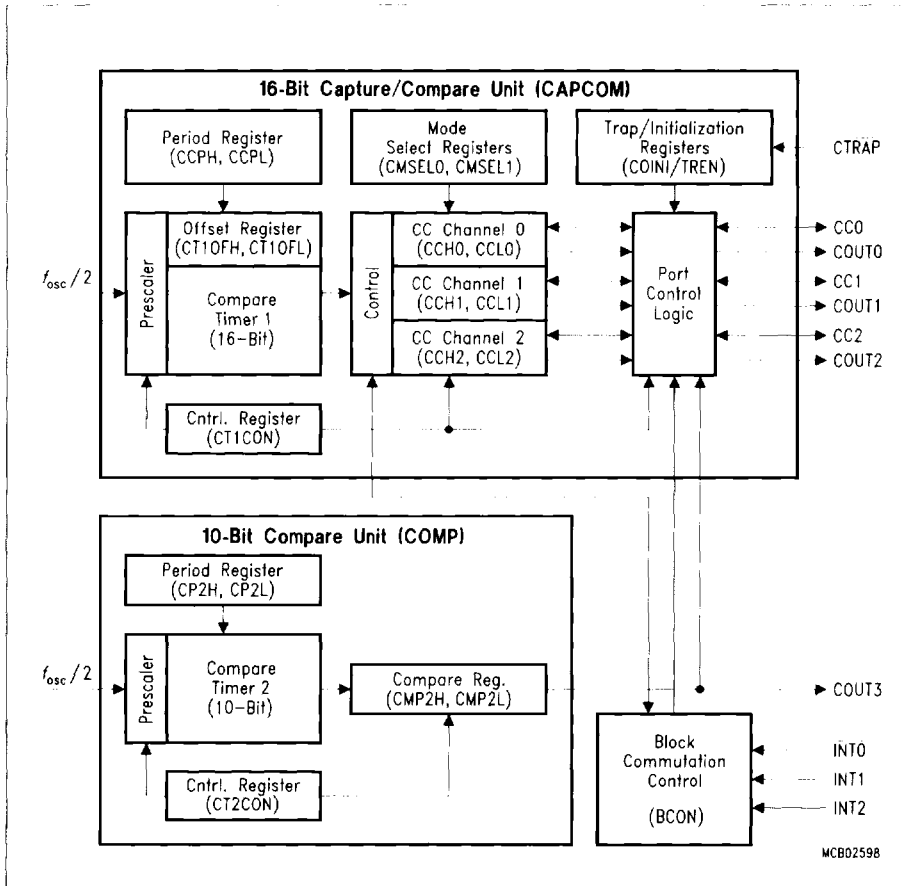 16-Bit Capture/Compare Unit (CAPCOM)
Period Register
(CCPH, CCPL)
Mode
Select Registers
(CMSEL0, CMSEL1)
Trap/Initialization
Registers
(COINI/TREN)
CTRAP
fosc/2
Prescaler
Offset Register
(CT1OFH, CT1OFL)
Compare
Timer 1
(16-Bit)
Control
CC Channel 0
(CCH0, CCL0)
CC Channel 1
(CCH1, CCL1)
CC Channel 2
(CCH2, CCL2)
Port
Control
Logic
CC0
COUT0
CC1
COUT1
CC2
COUT2
Cntrl. Register
(CT1CON)
10-Bit Compare Unit (COMP)
Period Register
(CP2H, CP2L)
fosc/2
Prescaler
Compare
Timer 2
(10-Bit)
Compare Reg.
(CMP2H, CMP2L)
Cntrl. Register
(CT2CON)
COUT3
Block
Commutation
Control
(BCON)
INT0
INT1
INT2
MCB02598